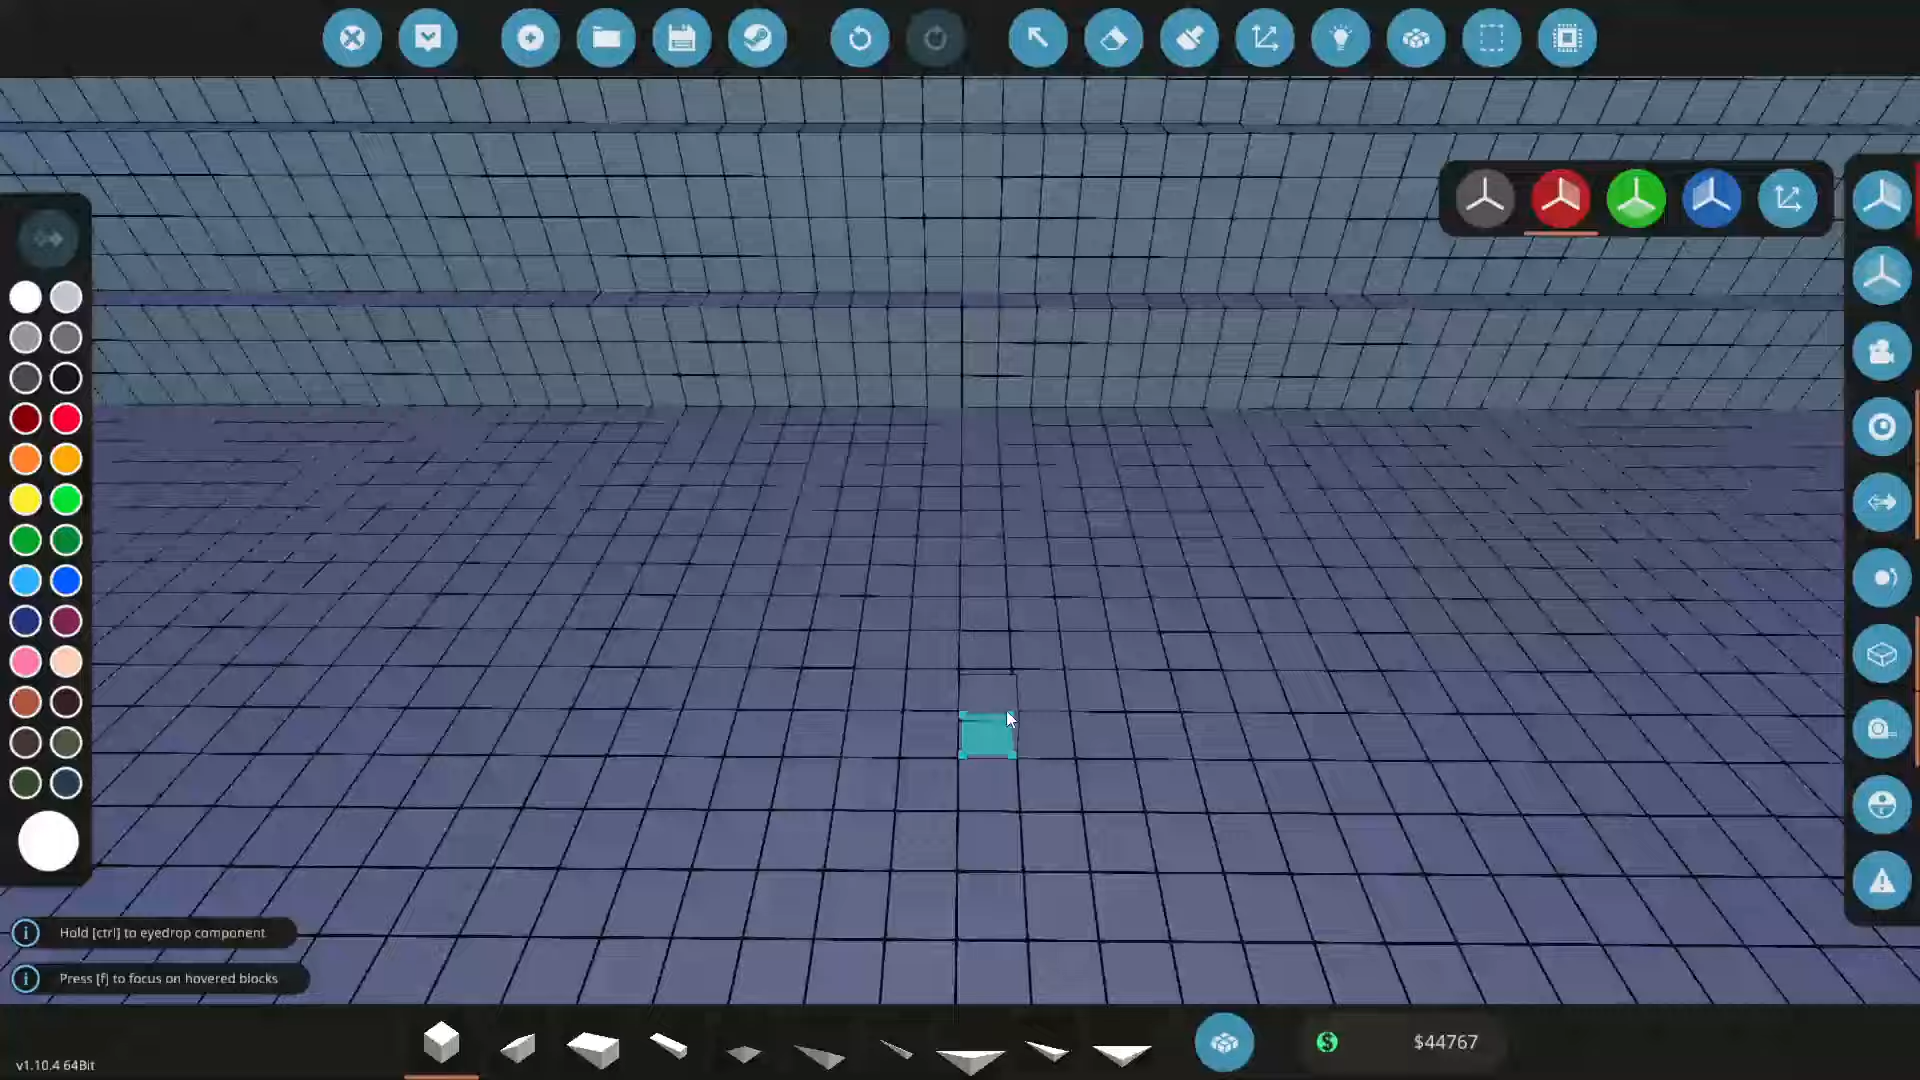 Hold [ctrl] to eyedrop component
Press [f] to focus on hovered blocks
$44767
v1.10.4 64Bit